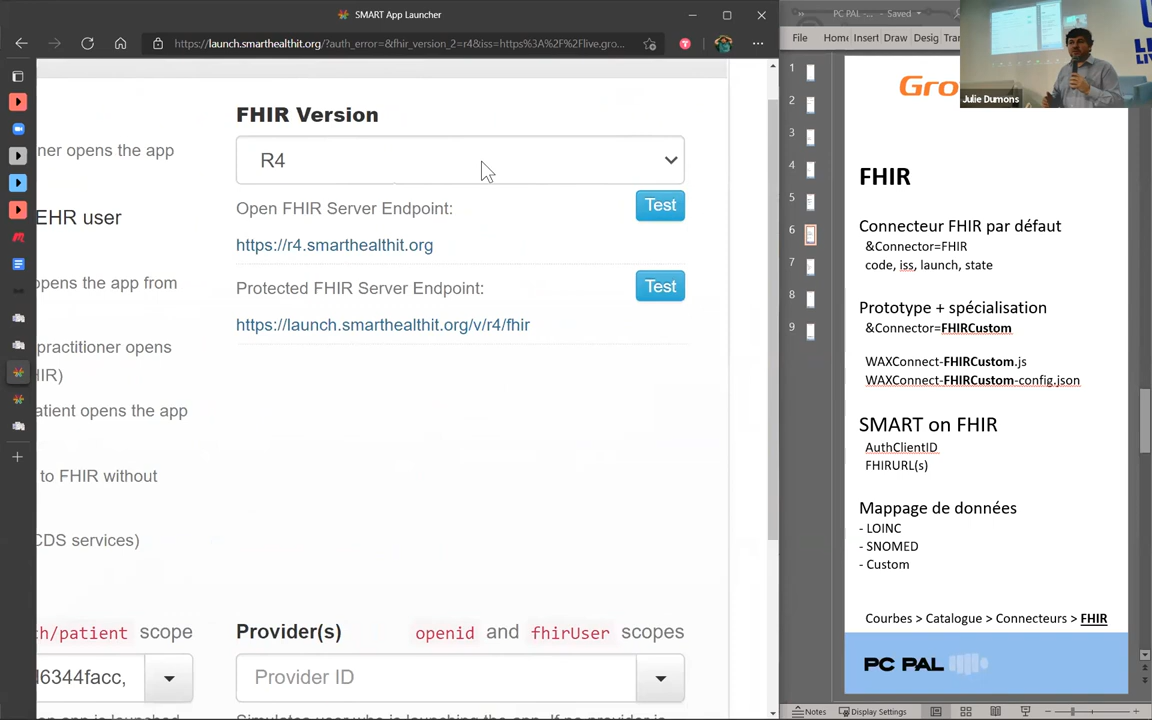 SMART App Launcher
https://launch.smarthealthit.org/?auth_error=&fhir_version_2=r4&iss=https%3A%2F%2Flive.gro...
ner opens the app
EHR user
opens the app from
practitioner opens
HIR)
atient opens the app
to FHIR without
CDS services)
ch/patient scope
l6344facc,
FHIR Version
R4
Open FHIR Server Endpoint:
Test
https://r4.smarthealthit.org
Protected FHIR Server Endpoint:
Test
https://launch.smarthealthit.org/v/r4/fhir
Provider(s) openid and fhirUser scopes
Provider ID
PC PAL -... - Saved
File Home Insert Draw Desig Tran
1
2
3
4
5
6
7
8
9
Gro
Julie Dumons
FHIR
Connecteur FHIR par défaut
&Connector=FHIR
code, iss, launch, state
Prototype + spécialisation
&Connector=FHIRCustom
WAXConnect-FHIRCustom.js
WAXConnect-FHIRCustom-config.json
SMART on FHIR
AuthClientID
FHIRURL(s)
Mappage de données
- LOINC
- SNOMED
- Custom
Courbes > Catalogue > Connecteurs > FHIR
PC PAL
Notes Display Settings